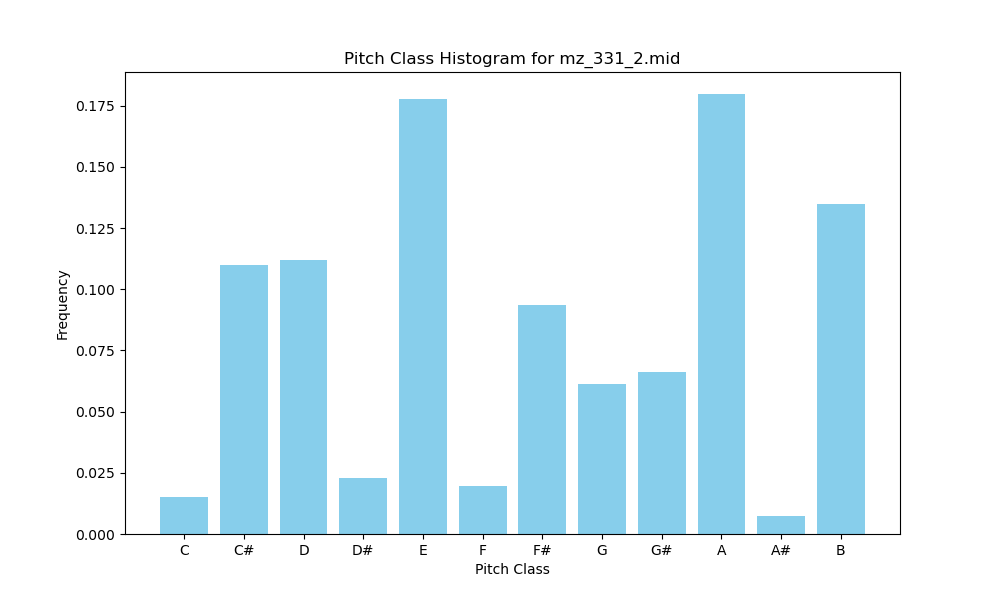 Pitch Class Histogram for mz_331_2.mid
Frequency
0.175
0.150
0.125
0.100
0.075
0.050
0.025
0.000
C C# D D# E F F# G G# A A# B
Pitch Class